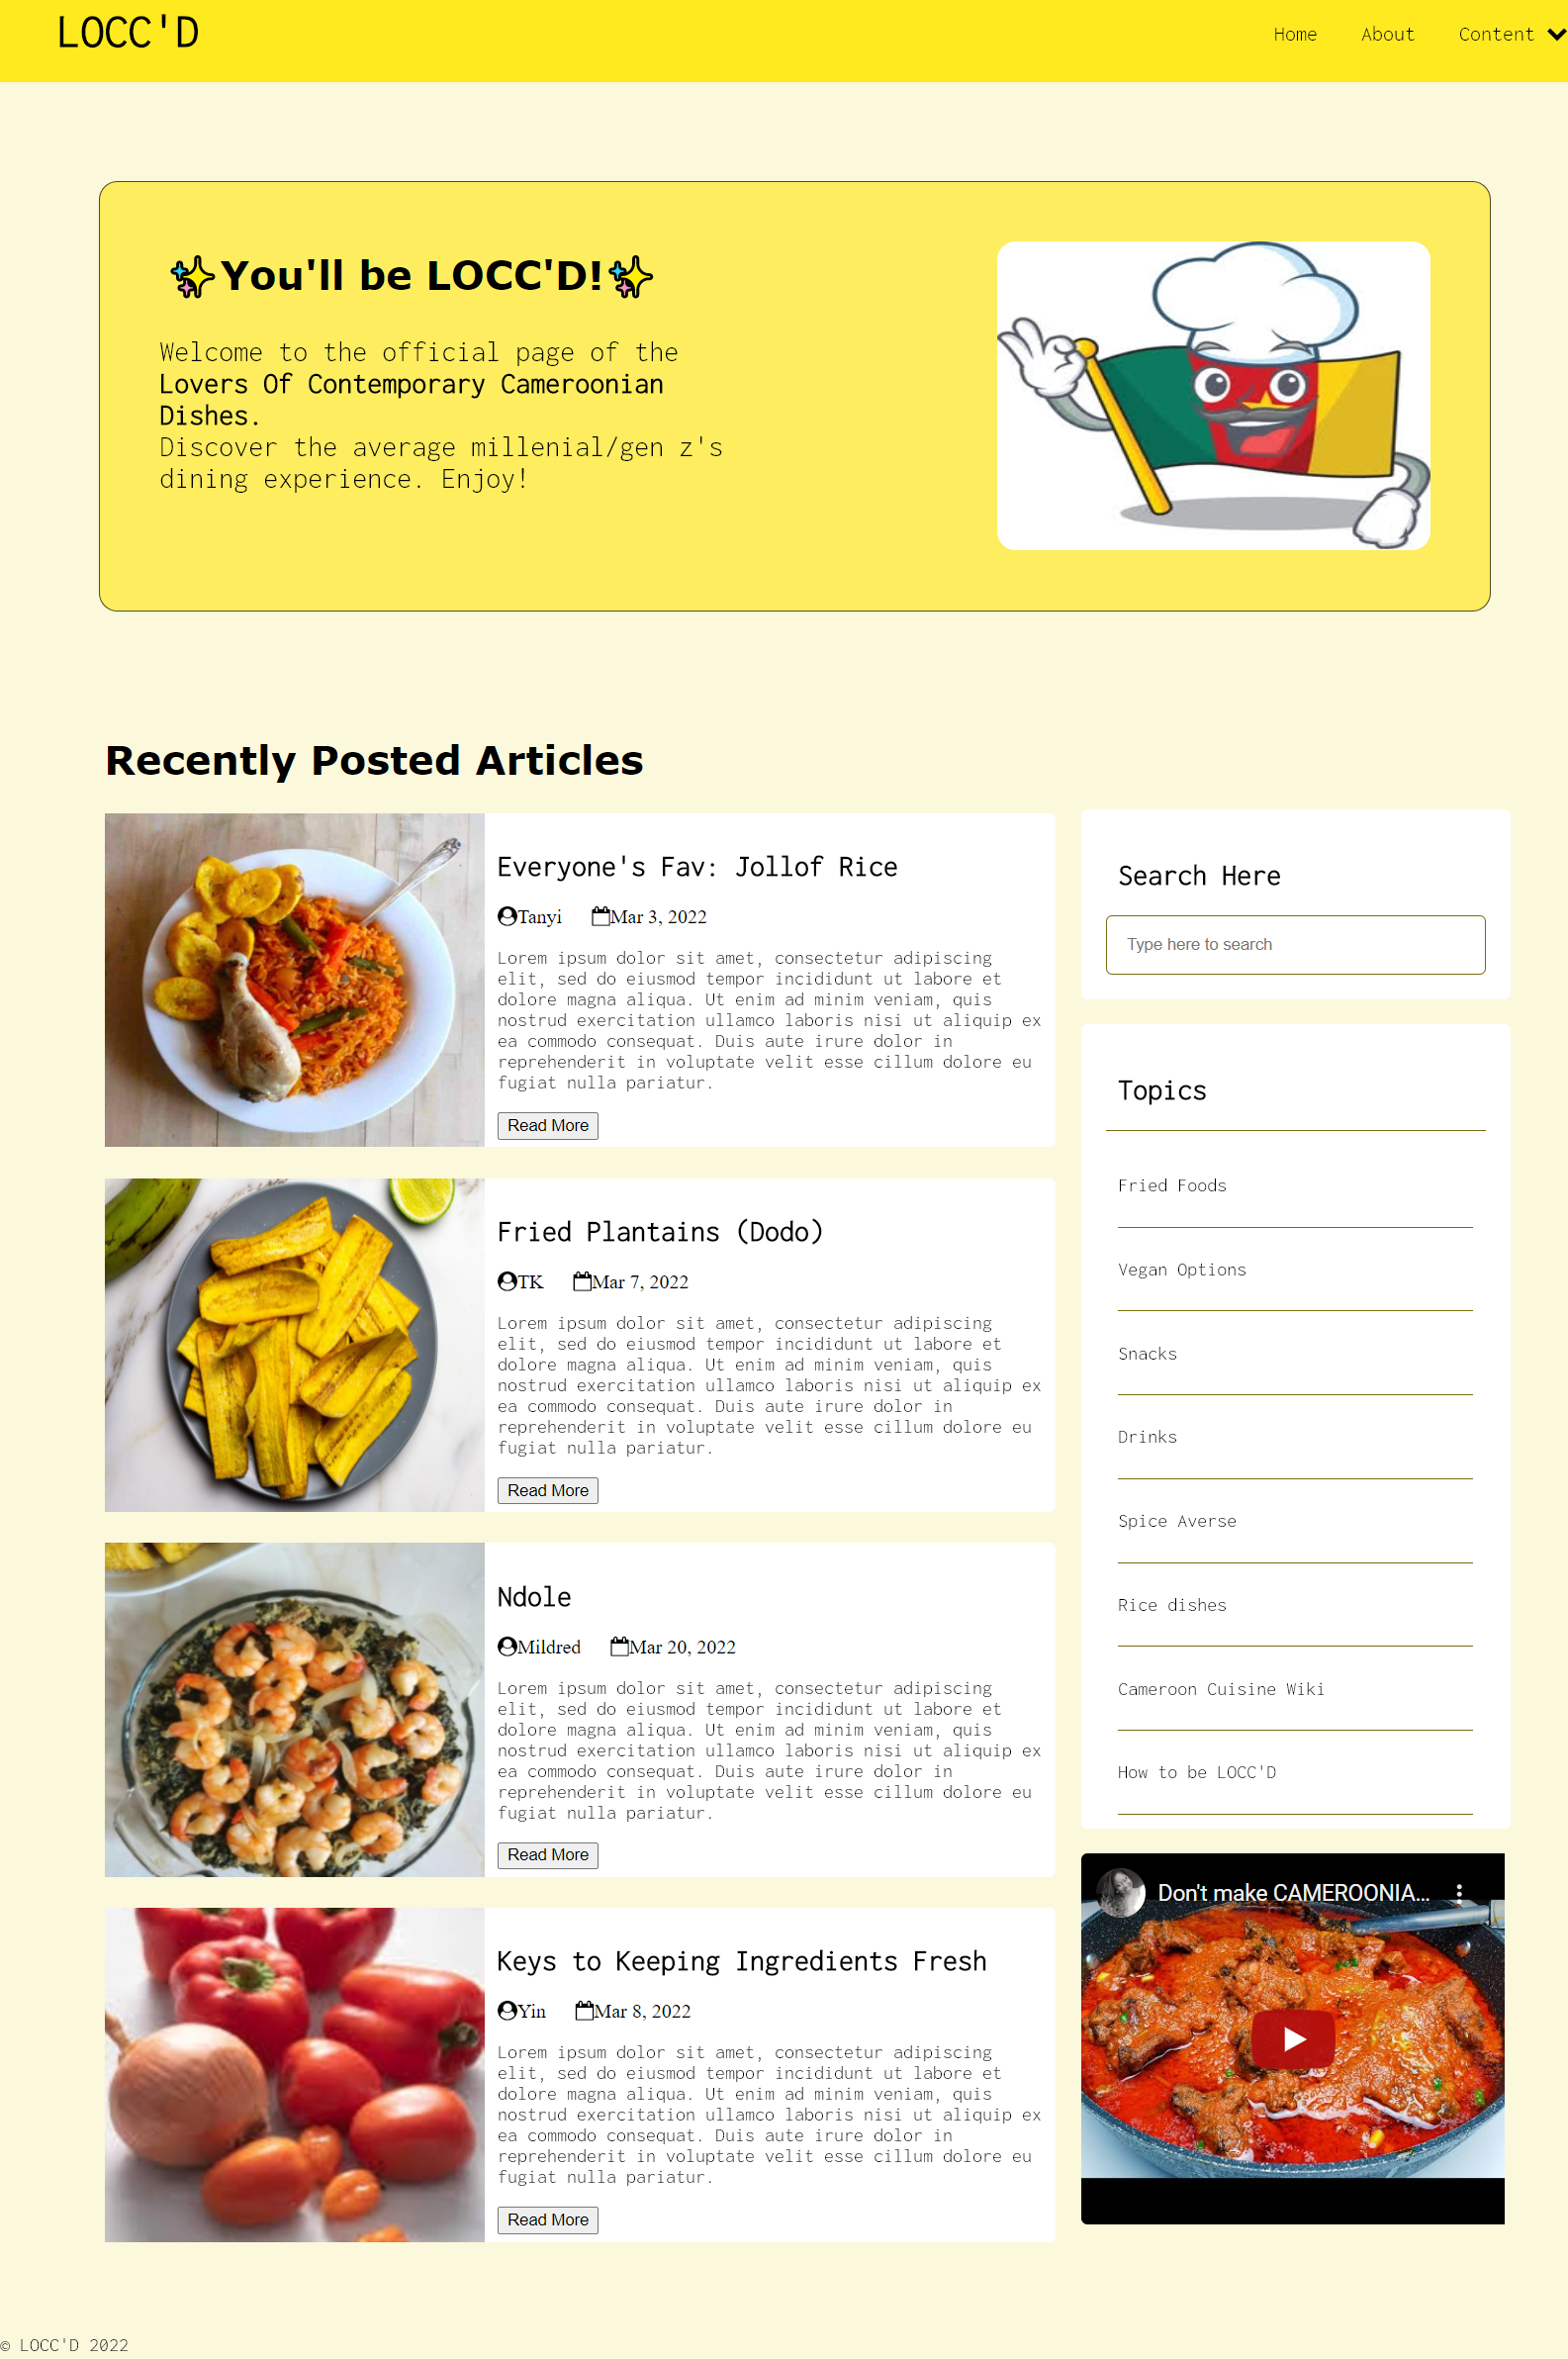 LOCC'D
Home About Content
✨You'll be LOCC'D!✨
Welcome to the official page of the
Lovers Of Contemporary Cameroonian
Dishes.
Discover the average millenial/gen z's
dining experience. Enjoy!
Recently Posted Articles
Everyone's Fav: Jollof Rice
Tanyi Mar 3, 2022
Lorem ipsum dolor sit amet, consectetur adipiscing
elit, sed do eiusmod tempor incididunt ut labore et
dolore magna aliqua. Ut enim ad minim veniam, quis
nostrud exercitation ullamco laboris nisi ut aliquip ex
ea commodo consequat. Duis aute irure dolor in
reprehenderit in voluptate velit esse cillum dolore eu
fugiat nulla pariatur.
Read More
Fried Plantains (Dodo)
TK Mar 7, 2022
Lorem ipsum dolor sit amet, consectetur adipiscing
elit, sed do eiusmod tempor incididunt ut labore et
dolore magna aliqua. Ut enim ad minim veniam, quis
nostrud exercitation ullamco laboris nisi ut aliquip ex
ea commodo consequat. Duis aute irure dolor in
reprehenderit in voluptate velit esse cillum dolore eu
fugiat nulla pariatur.
Read More
Ndole
Mildred Mar 20, 2022
Lorem ipsum dolor sit amet, consectetur adipiscing
elit, sed do eiusmod tempor incididunt ut labore et
dolore magna aliqua. Ut enim ad minim veniam, quis
nostrud exercitation ullamco laboris nisi ut aliquip ex
ea commodo consequat. Duis aute irure dolor in
reprehenderit in voluptate velit esse cillum dolore eu
fugiat nulla pariatur.
Read More
Keys to Keeping Ingredients Fresh
Yin Mar 8, 2022
Lorem ipsum dolor sit amet, consectetur adipiscing
elit, sed do eiusmod tempor incididunt ut labore et
dolore magna aliqua. Ut enim ad minim veniam, quis
nostrud exercitation ullamco laboris nisi ut aliquip ex
ea commodo consequat. Duis aute irure dolor in
reprehenderit in voluptate velit esse cillum dolore eu
fugiat nulla pariatur.
Read More
Search Here
Type here to search
Topics
Fried Foods
Vegan Options
Snacks
Drinks
Spice Averse
Rice dishes
Cameroon Cuisine Wiki
How to be LOCC'D
Don't make CAMEROONIA...
© LOCC'D 2022